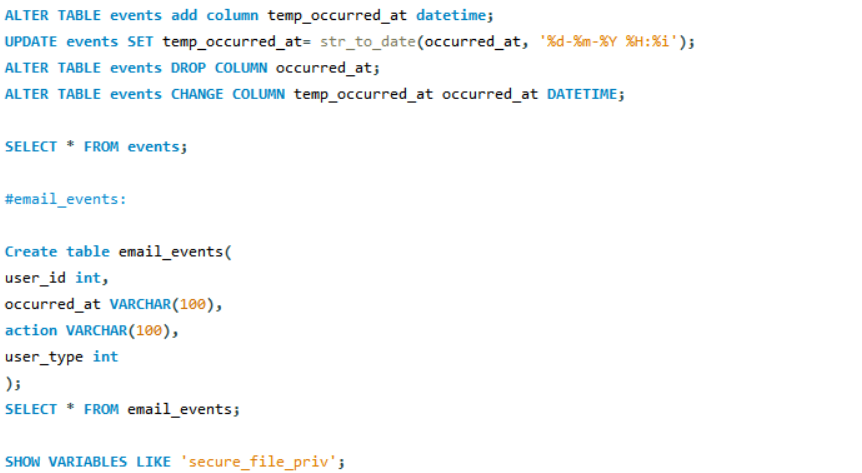 ALTER TABLE events add column temp_occurred_at datetime;
UPDATE events SET temp_occurred_at= str_to_date(occurred_at, '%d-%m-%Y %H:%i');
ALTER TABLE events DROP COLUMN occurred_at;
ALTER TABLE events CHANGE COLUMN temp_occurred_at occurred_at DATETIME;
SELECT * FROM events;
#email_events:
Create table email_events(
user_id int,
occurred_at VARCHAR(100),
action VARCHAR(100),
user_type int
);
SELECT * FROM email_events;
SHOW VARIABLES LIKE 'secure_file_priv';